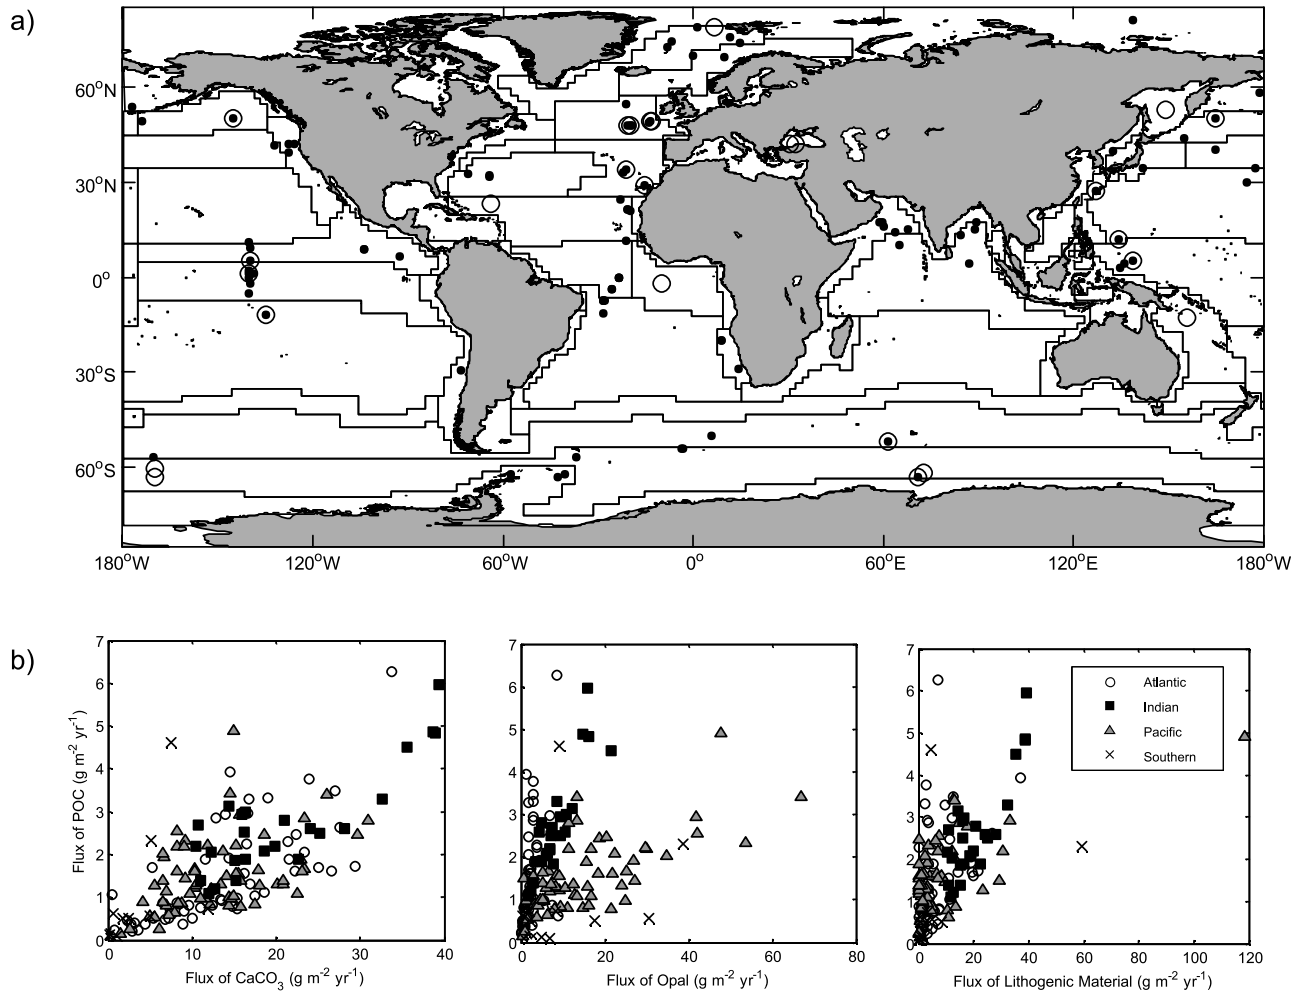 a)
60°N
30°N
0°
30°S
60°S
180°W 120°W 60°W 0° 60°E 120°E 180°W
b)
7
6
5
4
3
2
1
0
Flux of POC (g m-2 yr-1)
0 10 20 30 40
Flux of CaCO3 (g m-2 yr-1)
7
6
5
4
3
2
1
0
0 20 40 60 80
Flux of Opal (g m-2 yr-1)
7
6
5
4
3
2
1
0
0 20 40 60 80 100 120
Flux of Lithogenic Material (g m-2 yr-1)
Atlantic
Indian
Pacific
Southern